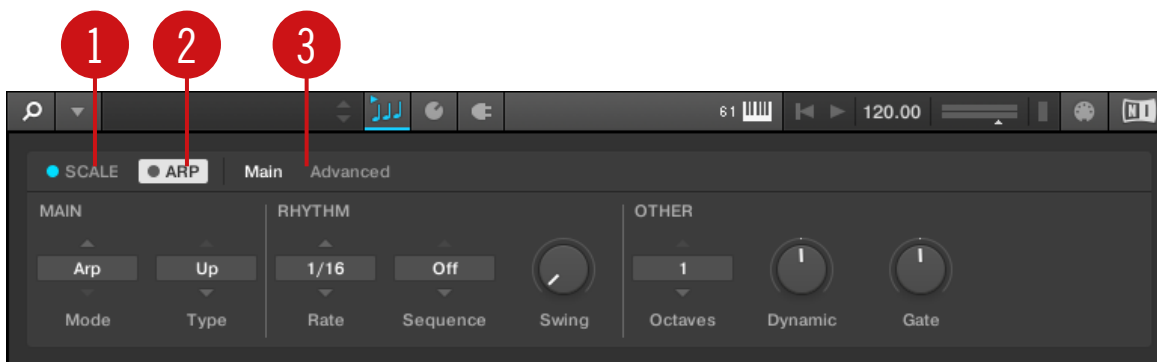 1 2 3
61 120.00 NI
SCALE ARP Main Advanced
MAIN RHYTHM OTHER
Arp Up 1/16 Off 1
Mode Type Rate Sequence Swing Octaves Dynamic Gate